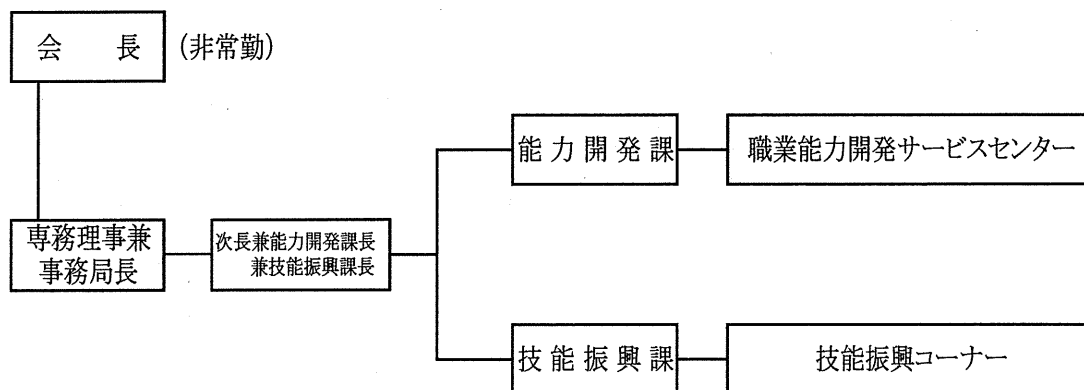 会長 (非常勤)
能力開発課
職業能力開発サービスセンター
専務理事兼
事務局長
次長兼能力開発課長
兼技能振興課長
技能振興課
技能振興コーナー